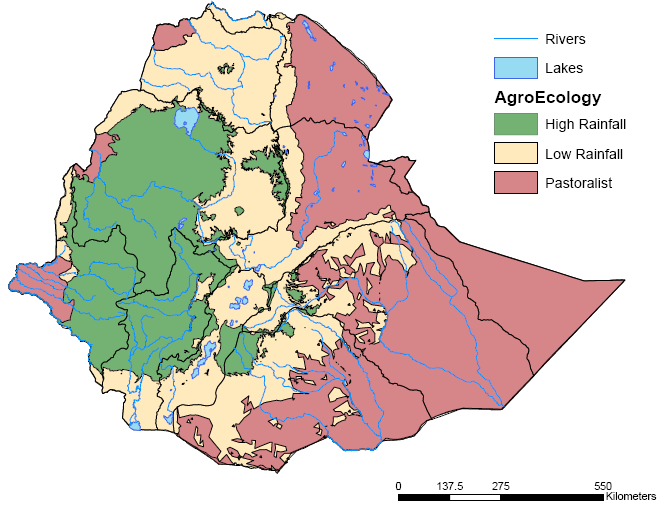 Rivers
Lakes
AgroEcology
High Rainfall
Low Rainfall
Pastoralist
0 137.5 275 550
Kilometers